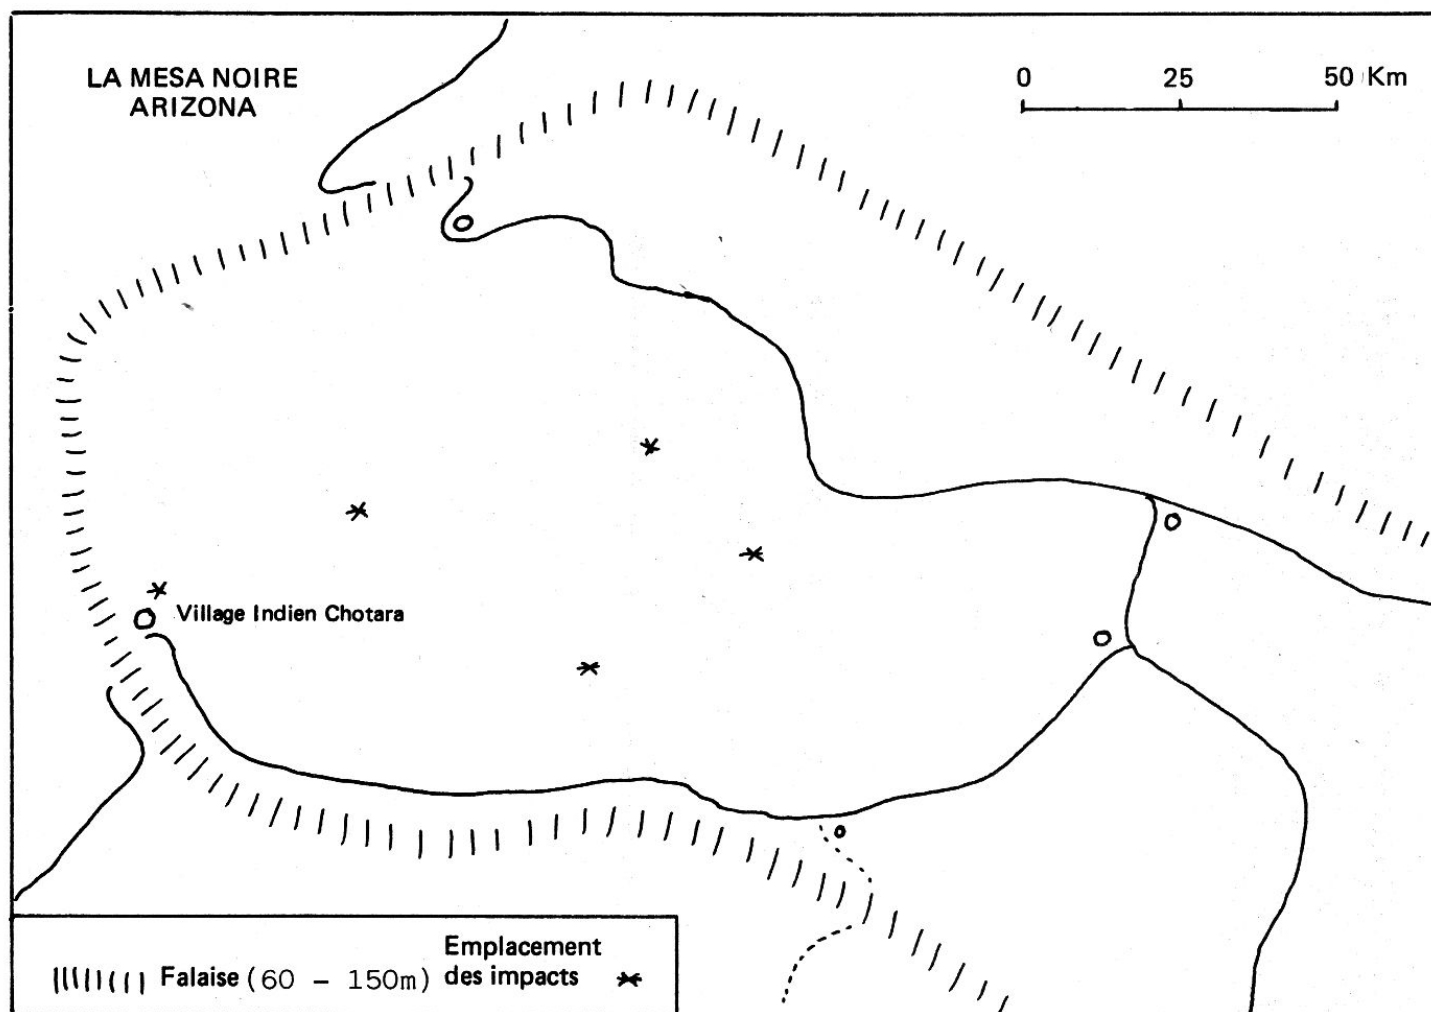 LA MESA NOIRE
ARIZONA
0 25 50 Km
Village Indien Chotara
Falaise (60 – 150m)
Emplacement
des impacts